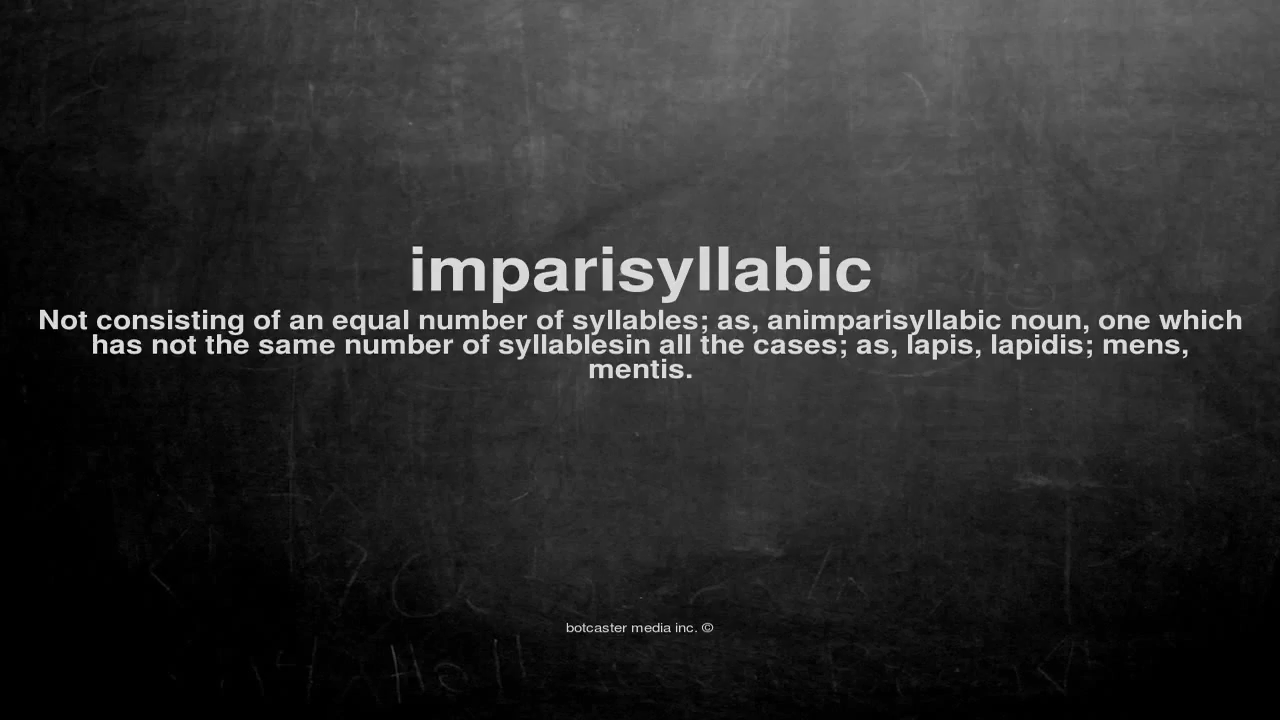 imparisyllabic
Not consisting of an equal number of syllables; as, animparisyllabic noun, one which
has not the same number of syllablesin all the cases; as, lapis, lapidis; mens,
mentis.
botcaster media inc. ©